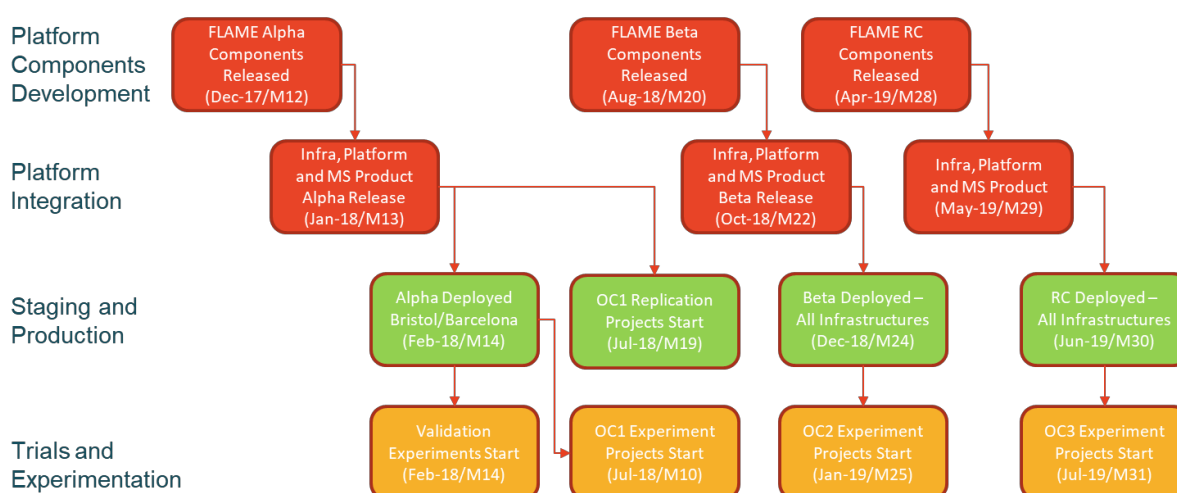 Platform
Components
Development
FLAME Alpha
Components
Released
(Dec-17/M12)
FLAME Beta
Components
Released
(Aug-18/M20)
FLAME RC
Components
Released
(Apr-19/M28)
Platform
Integration
Infra, Platform
and MS Product
Alpha Release
(Jan-18/M13)
Infra, Platform
and MS Product
Beta Release
(Oct-18/M22)
Infra, Platform
and MS Product
(May-19/M29)
Staging and
Production
Alpha Deployed
Bristol/Barcelona
(Feb-18/M14)
OC1 Replication
Projects Start
(Jul-18/M19)
Beta Deployed –
All Infrastructures
(Dec-18/M24)
RC Deployed –
All Infrastructures
(Jun-19/M30)
Trials and
Experimentation
Validation
Experiments Start
(Feb-18/M14)
OC1 Experiment
Projects Start
(Jul-18/M10)
OC2 Experiment
Projects Start
(Jan-19/M25)
OC3 Experiment
Projects Start
(Jul-19/M31)